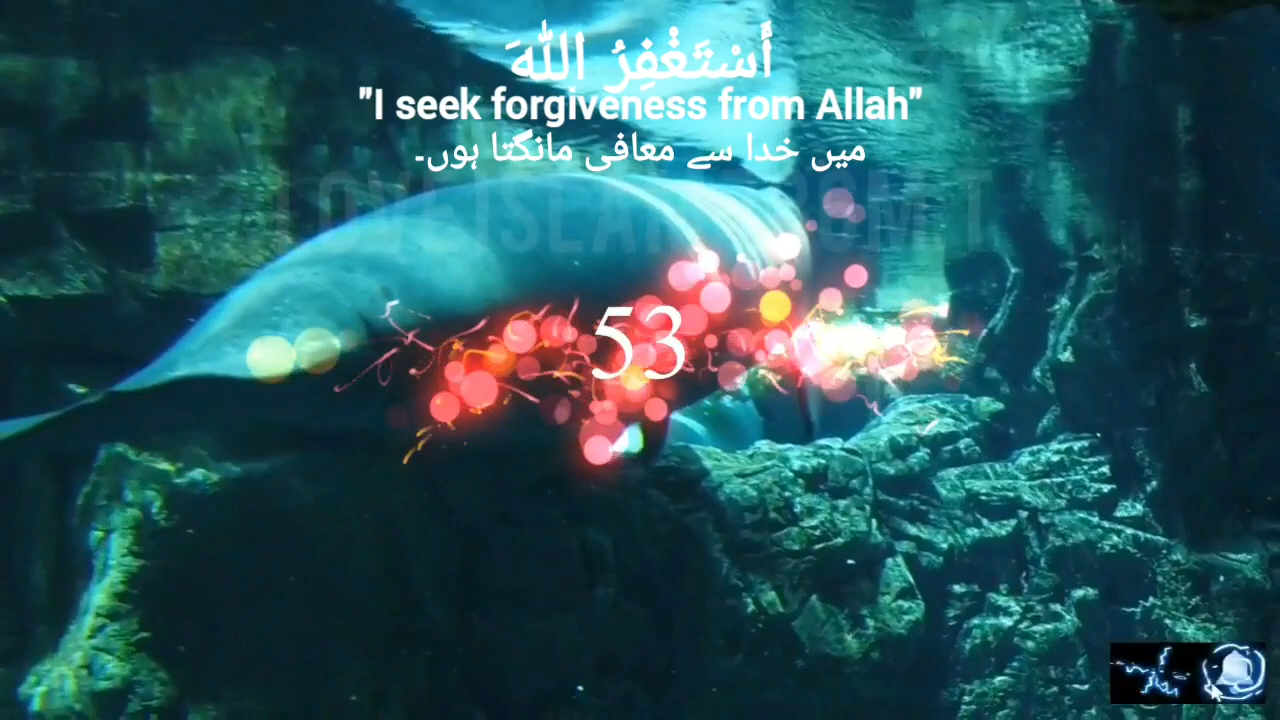 أَسْتَغْفِرُ اللّٰهَ
"I seek forgiveness from Allah"
میں خدا سے معافی مانگتا ہوں۔
53